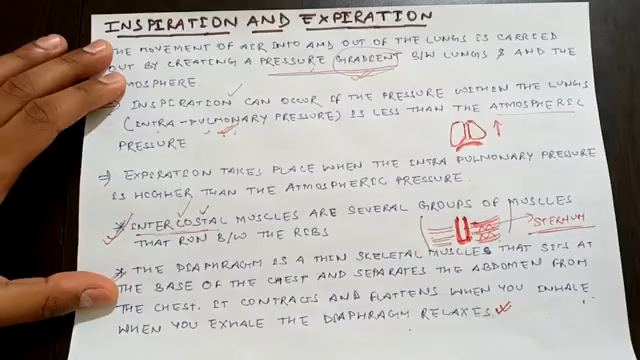 INSPIRATION AND EXPIRATION
THE MOVEMENT OF AIR INTO AND OUT OF THE LUNGS IS CARRIED
OUT BY CREATING A PRESSURE GRADIENT B/W LUNGS & AND THE
ATMOSPHERE
⇒ INSPIRATION CAN OCCUR IF THE PRESSURE WITHIN THE LUNGS
(INTRA-PULMONARY PRESSURE) IS LESS THAN THE ATMOSPHERIC
PRESSURE
⇒ EXPIRATION TAKES PLACE WHEN THE INTRA PULMONARY PRESSURE
IS HIGHER THAN THE ATMOSPHERIC PRESSURE.
* INTERCOSTAL MUSCLES ARE SEVERAL GROUPS OF MUSCLES
THAT RUN B/W THE RIBS
STERNUM
* THE DIAPHRAGM IS A THIN SKELETAL MUSCLES THAT SITS AT
THE BASE OF THE CHEST AND SEPARATES THE ABDOMEN FROM
THE CHEST. IT CONTRACTS AND FLATTENS WHEN YOU INHALE
WHEN YOU EXHALE THE DIAPHRAGM RELAXES.